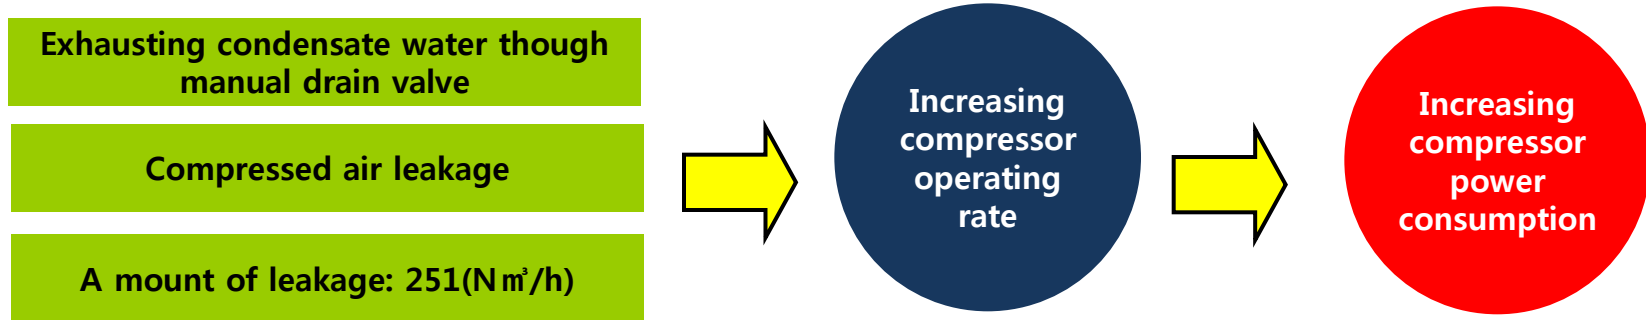 Exhausting condensate water though
manual drain valve
Compressed air leakage
A mount of leakage: 251(N㎥/h)
Increasing
compressor
operating
rate
Increasing
compressor
power
consumption